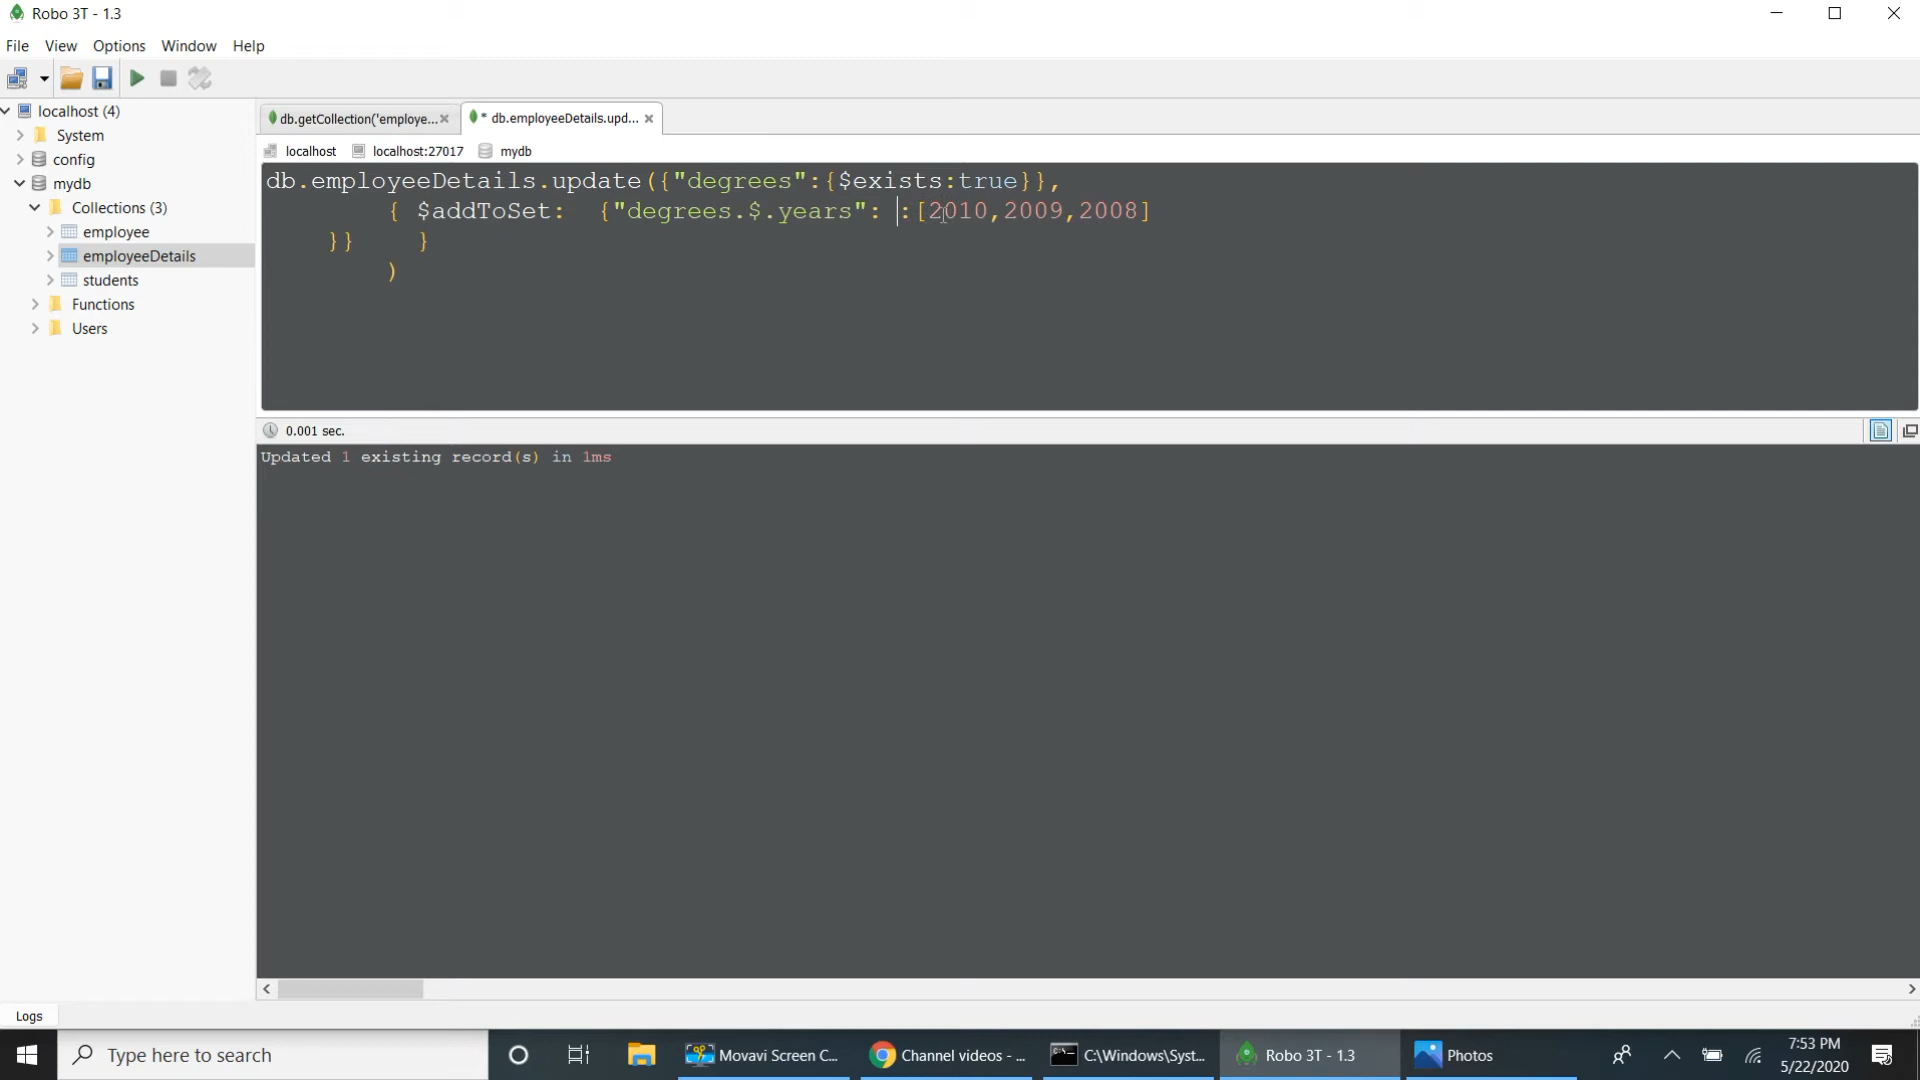 Robo 3T - 1.3
File View Options Window Help
localhost (4)
System
config
mydb
Collections (3)
employee
employeeDetails
students
Functions
Users
db.getCollection('employe...
* db.employeeDetails.upd...
localhost localhost:27017 mydb
db.employeeDetails.update({"degrees":{$exists:true}},
{ $addToSet: {"degrees.$.years": :[2010,2009,2008]
}} }
)
0.001 sec.
Updated 1 existing record(s) in 1ms
Logs
Type here to search
Movavi Screen C...
Channel videos - ...
C:\Windows\Syst...
Robo 3T - 1.3
Photos
7:53 PM
5/22/2020